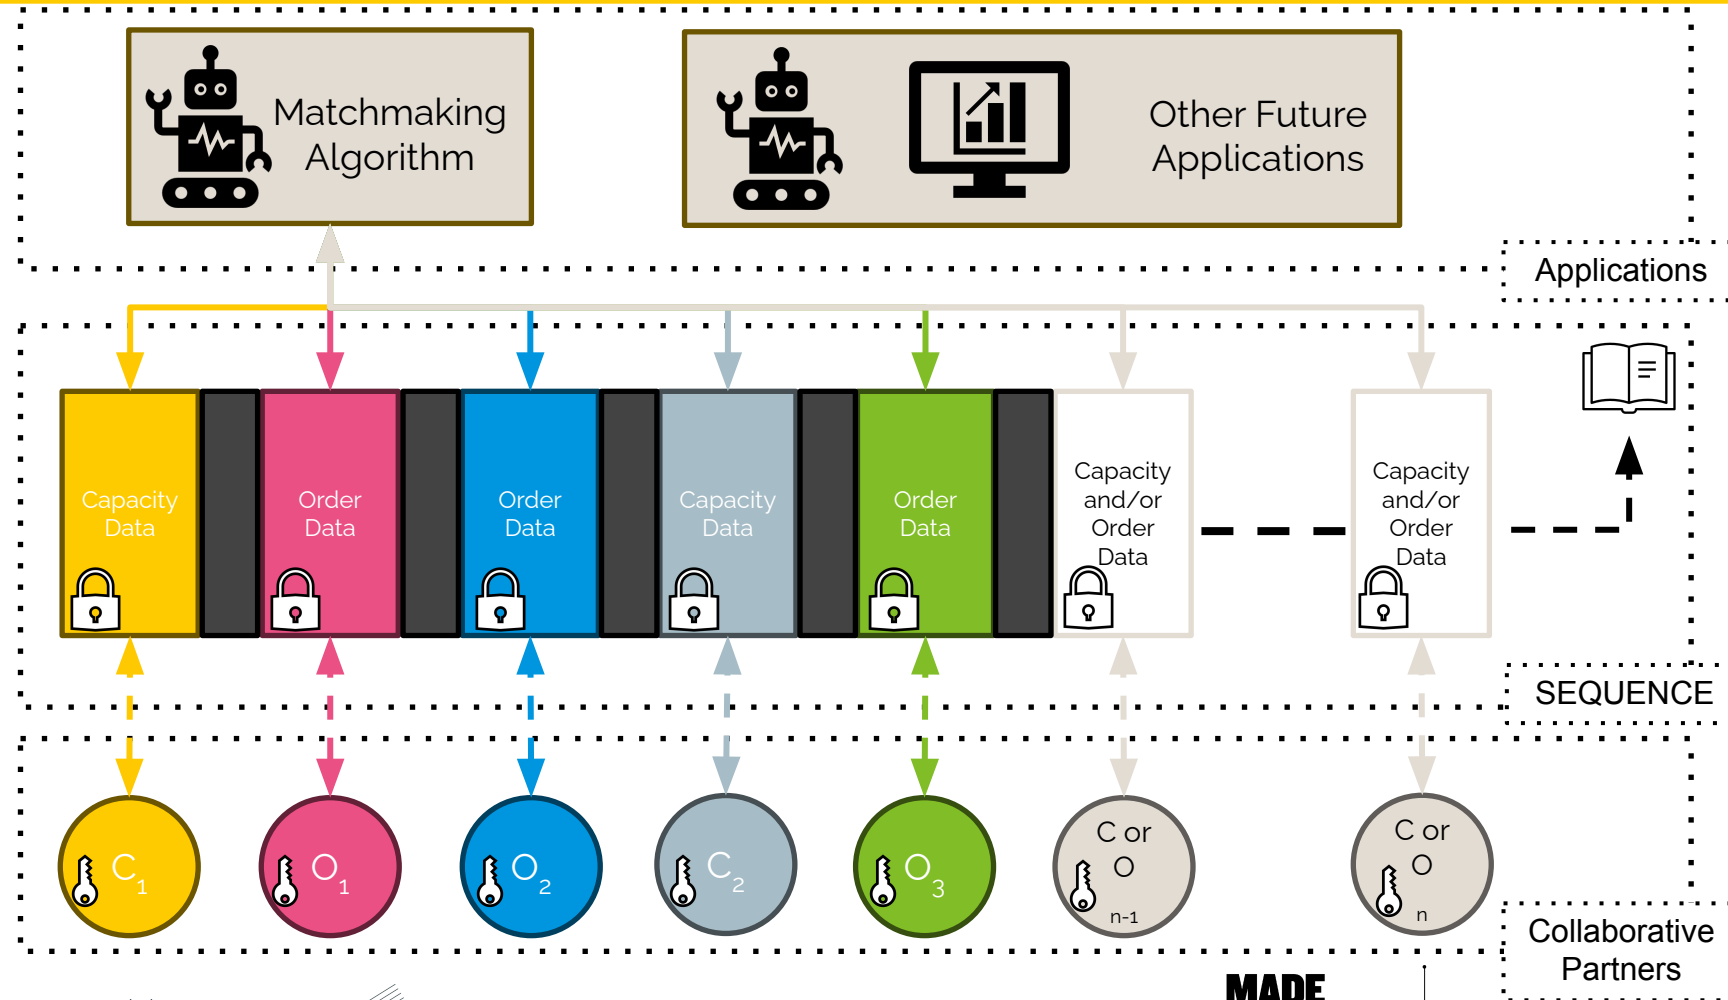 Matchmaking
Algorithm
Other Future
Applications
Applications
Capacity
Data
Order
Data
Order
Data
Capacity
Data
Order
Data
Capacity
and/or
Order
Data
Capacity
and/or
Order
Data
SEQUENCE
C1
O1
O2
C2
O3
C or
O
n-1
C or
O
n
Collaborative
Partners
MADE